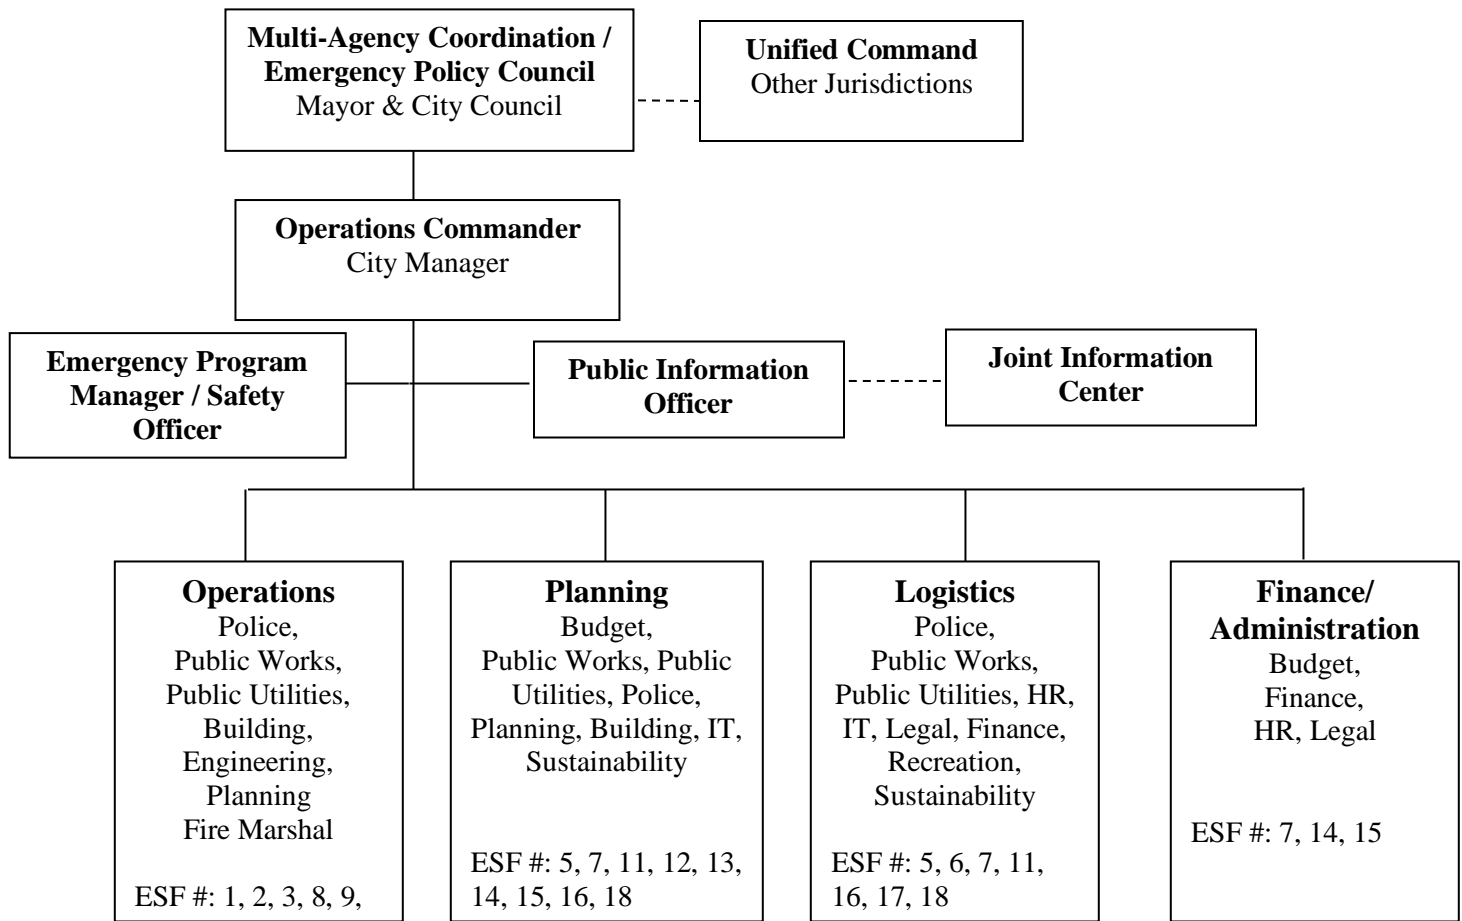 Multi-Agency Coordination /
Emergency Policy Council
Mayor & City Council
Unified Command
Other Jurisdictions
Operations Commander
City Manager
Emergency Program
Manager / Safety
Officer
Public Information
Officer
Joint Information
Center
Operations
Police,
Public Works,
Public Utilities,
Building,
Engineering,
Planning
Fire Marshal
ESF #: 1, 2, 3, 8, 9,
Planning
Budget,
Public Works, Public
Utilities, Police,
Planning, Building, IT,
Sustainability
ESF #: 5, 7, 11, 12, 13,
14, 15, 16, 18
Logistics
Police,
Public Works,
Public Utilities, HR,
IT, Legal, Finance,
Recreation,
Sustainability
ESF #: 5, 6, 7, 11,
16, 17, 18
Finance/
Administration
Budget,
Finance,
HR, Legal
ESF #: 7, 14, 15